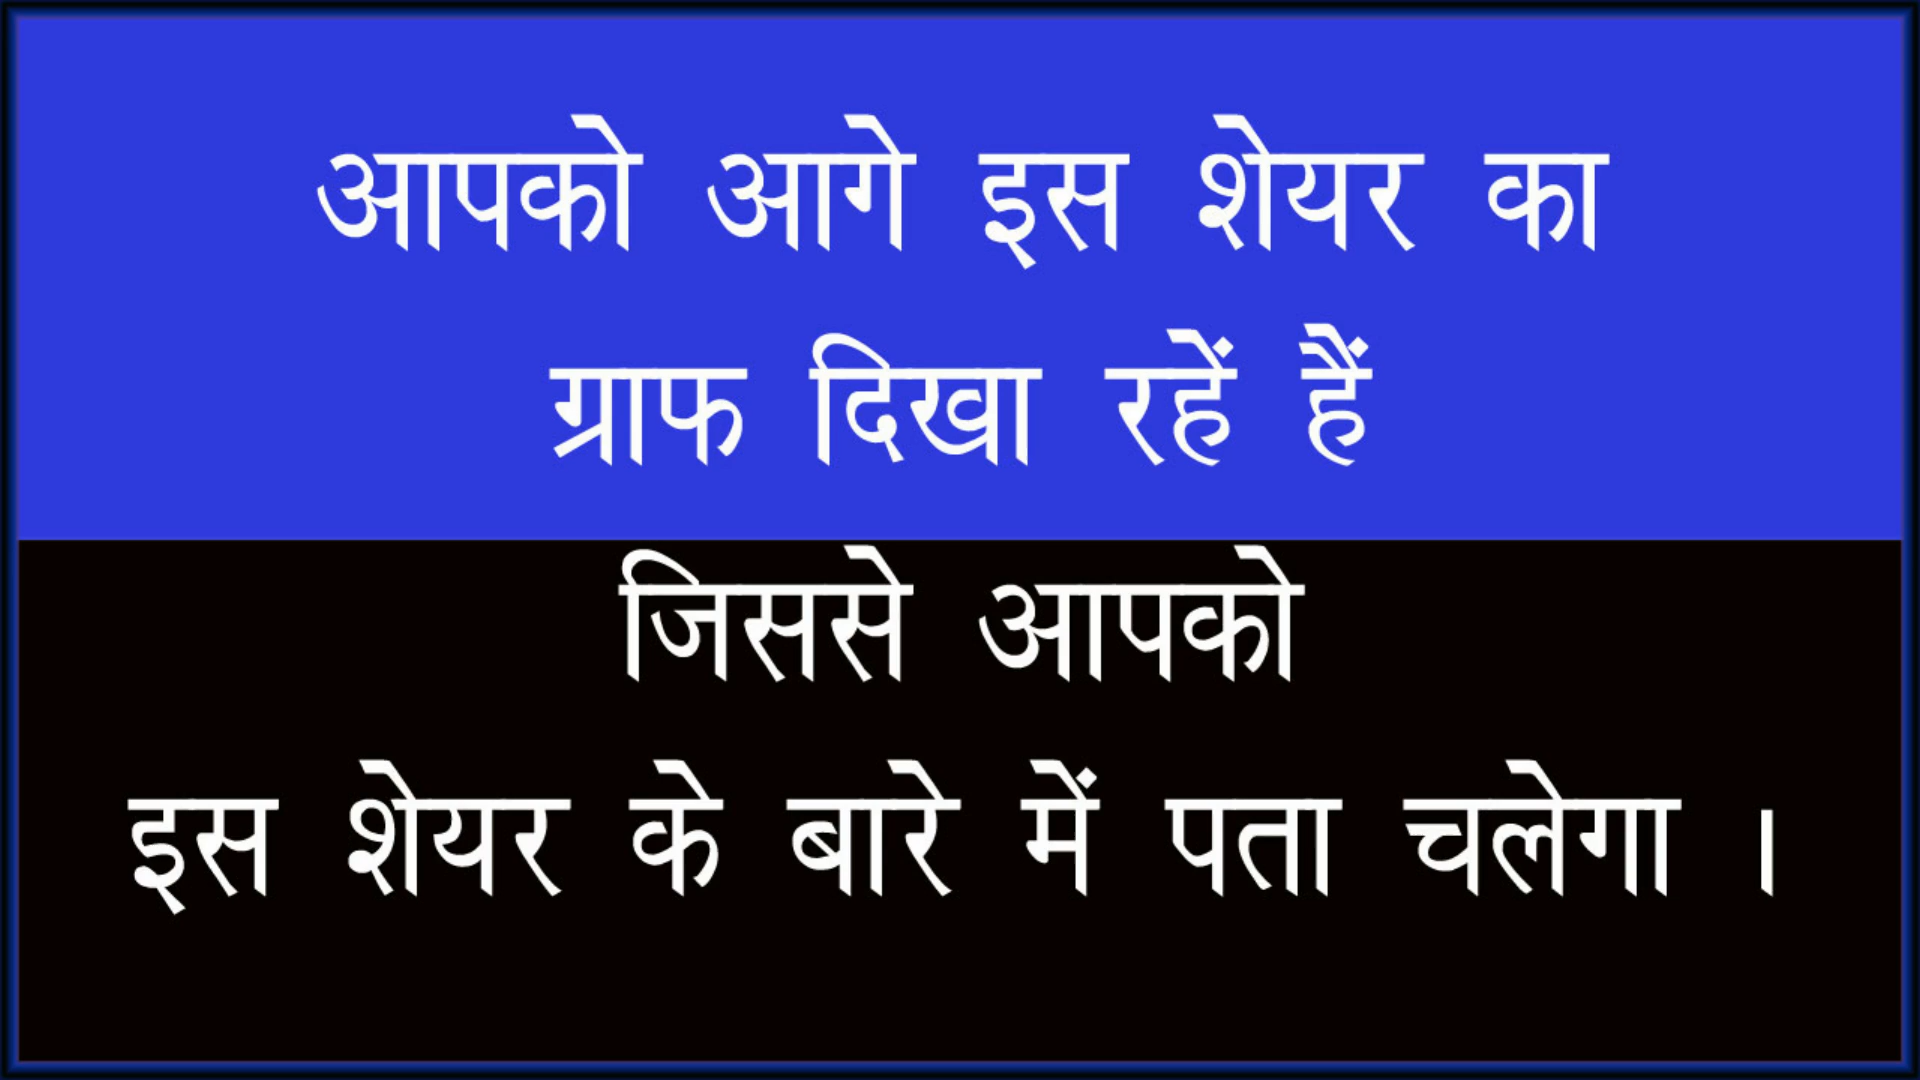 आपको आगे इस शेयर का
ग्राफ दिखा रहें हैं
जिससे आपको
इस शेयर के बारे में पता चलेगा ।